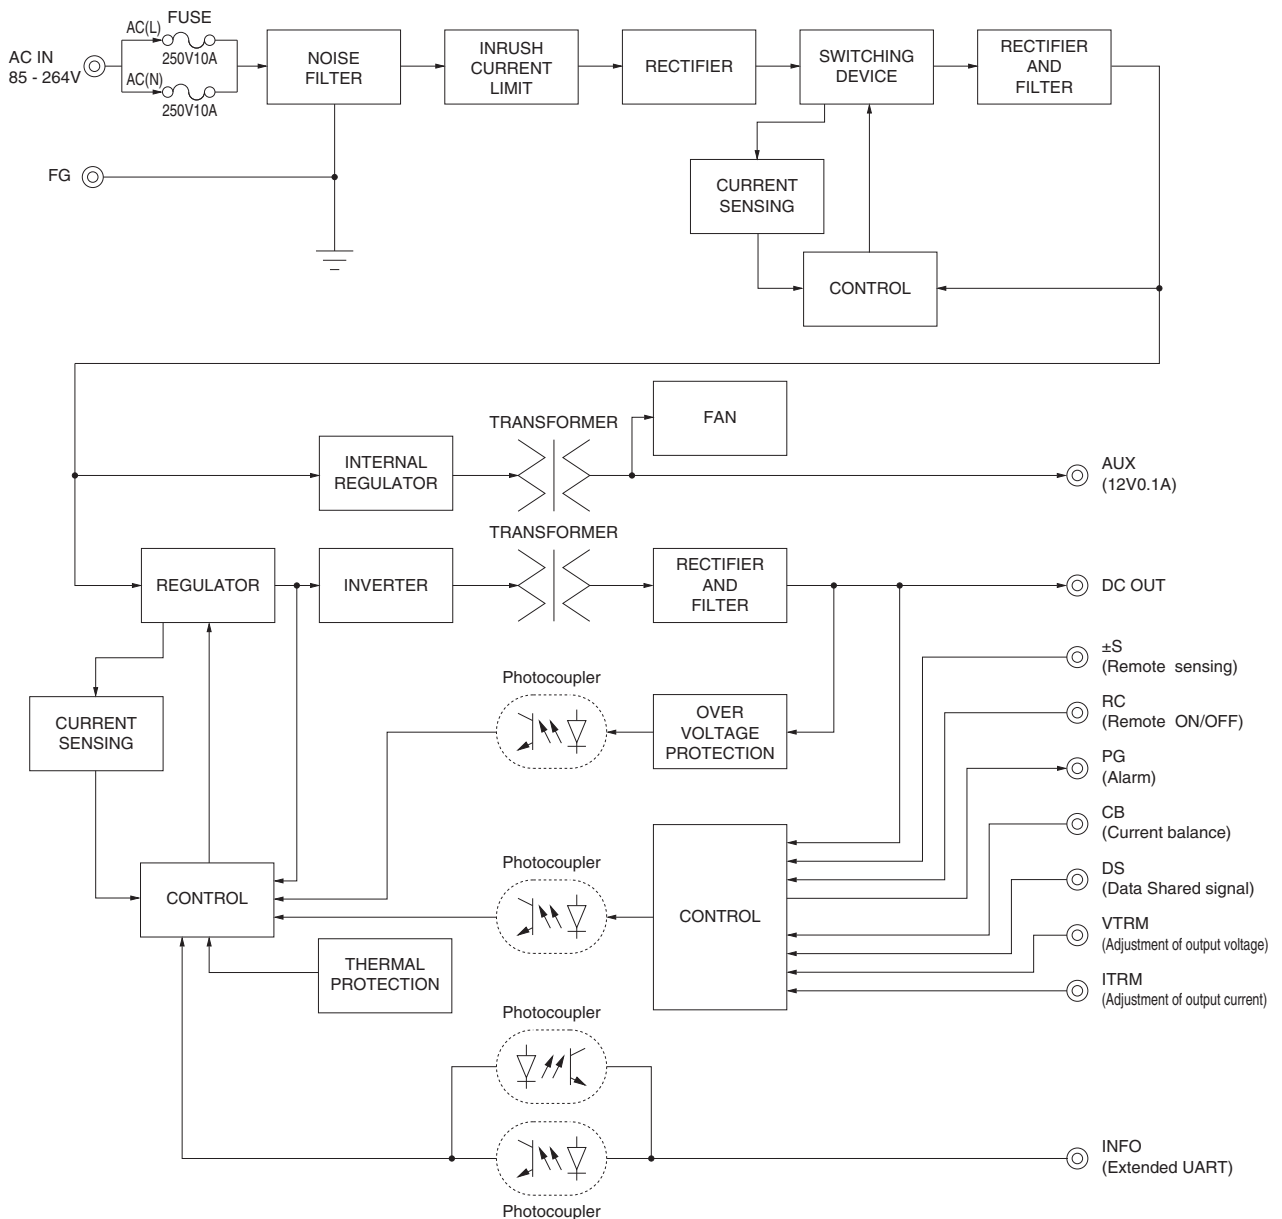 FUSE
AC(L)
250V10A
AC IN
85 - 264V
AC(N)
250V10A
NOISE
FILTER
INRUSH
CURRENT
LIMIT
RECTIFIER
SWITCHING
DEVICE
RECTIFIER
AND
FILTER
FG
CURRENT
SENSING
CONTROL
FAN
TRANSFORMER
INTERNAL
REGULATOR
AUX
(12V0.1A)
TRANSFORMER
REGULATOR
INVERTER
RECTIFIER
AND
FILTER
DC OUT
±S
(Remote sensing)
Photocoupler
CURRENT
SENSING
OVER
VOLTAGE
PROTECTION
RC
(Remote ON/OFF)
PG
(Alarm)
CB
(Current balance)
Photocoupler
CONTROL
CONTROL
DS
(Data Shared signal)
VTRM
(Adjustment of output voltage)
THERMAL
PROTECTION
ITRM
(Adjustment of output current)
Photocoupler
INFO
(Extended UART)
Photocoupler